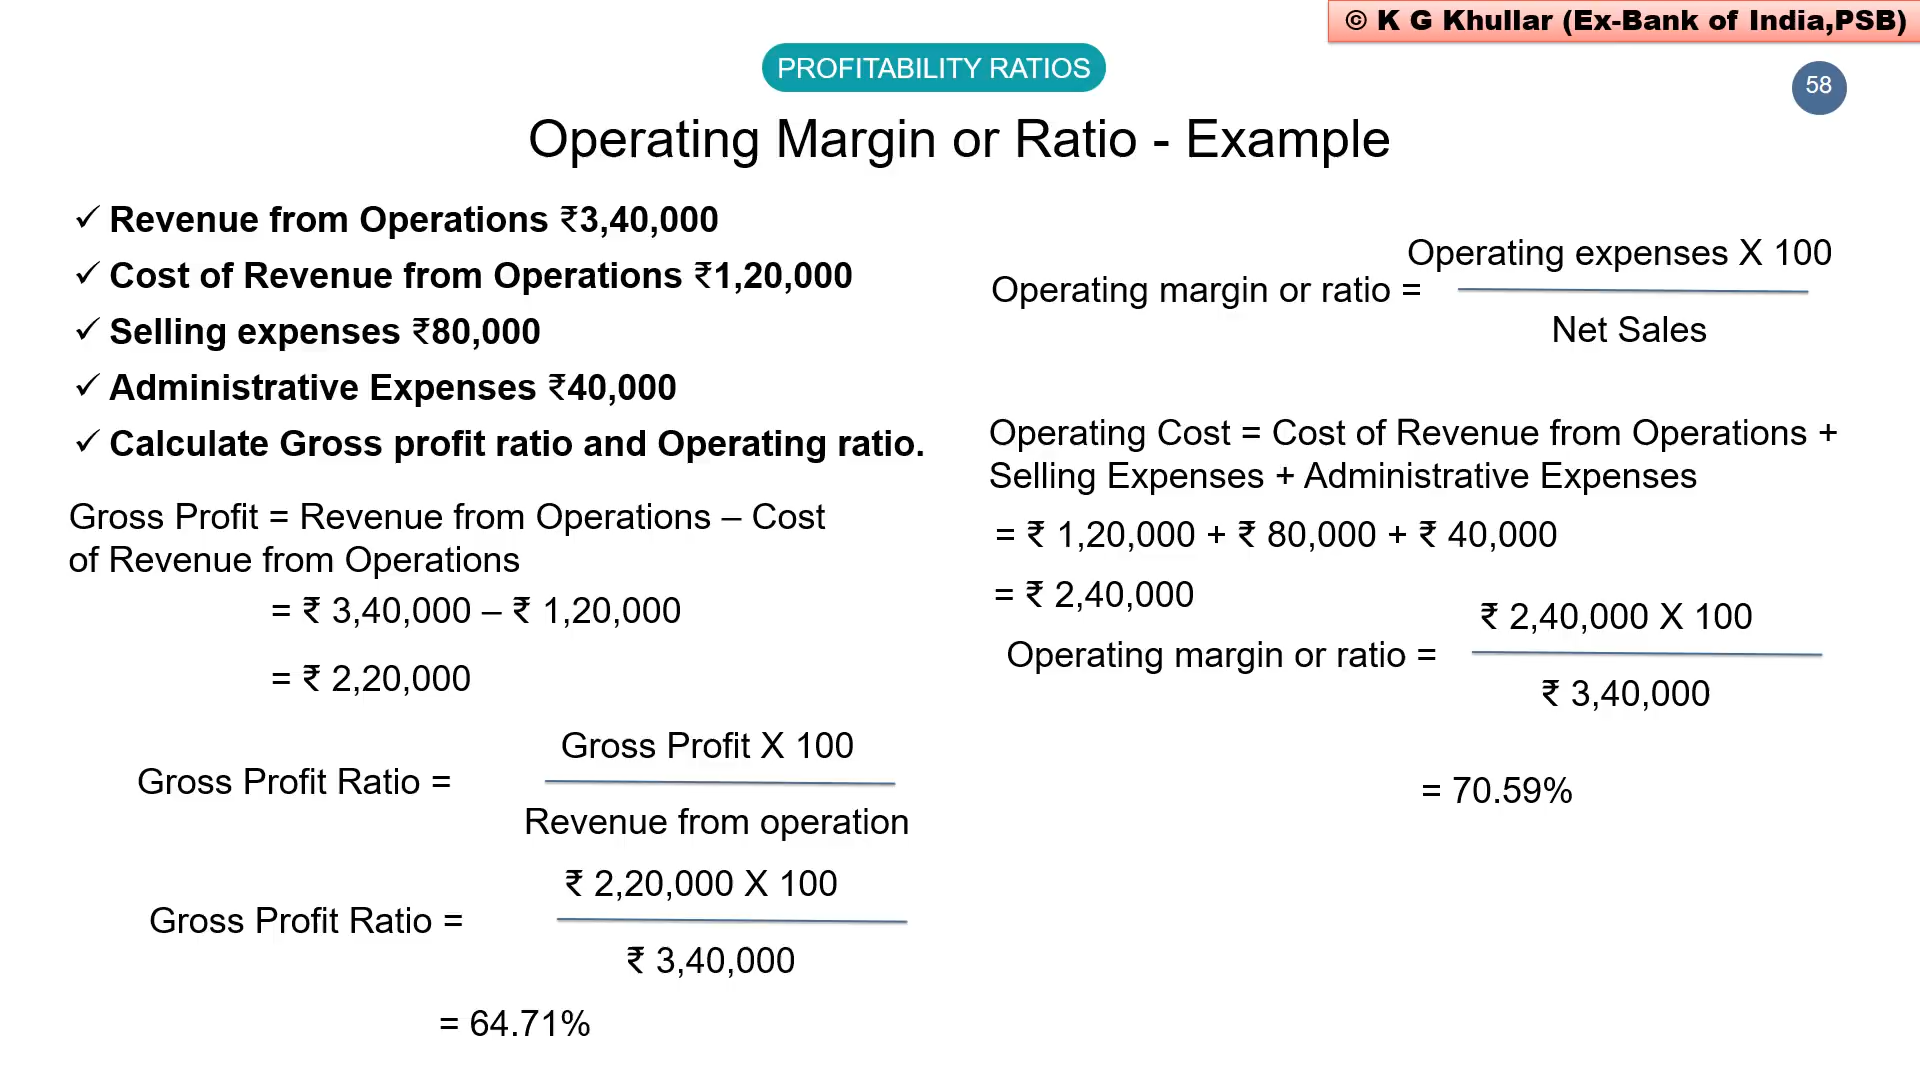 © K G Khullar (Ex-Bank of India,PSB)
PROFITABILITY RATIOS
58
Operating Margin or Ratio - Example
✓ Revenue from Operations ₹3,40,000
✓ Cost of Revenue from Operations ₹1,20,000
✓ Selling expenses ₹80,000
✓ Administrative Expenses ₹40,000
✓ Calculate Gross profit ratio and Operating ratio.
Gross Profit = Revenue from Operations – Cost
of Revenue from Operations
= ₹ 3,40,000 – ₹ 1,20,000
= ₹ 2,20,000
Gross Profit X 100
Gross Profit Ratio =
Revenue from operation
₹ 2,20,000 X 100
Gross Profit Ratio =
₹ 3,40,000
= 64.71%
Operating expenses X 100
Operating margin or ratio =
Net Sales
Operating Cost = Cost of Revenue from Operations +
Selling Expenses + Administrative Expenses
= ₹ 1,20,000 + ₹ 80,000 + ₹ 40,000
= ₹ 2,40,000
₹ 2,40,000 X 100
Operating margin or ratio =
₹ 3,40,000
= 70.59%